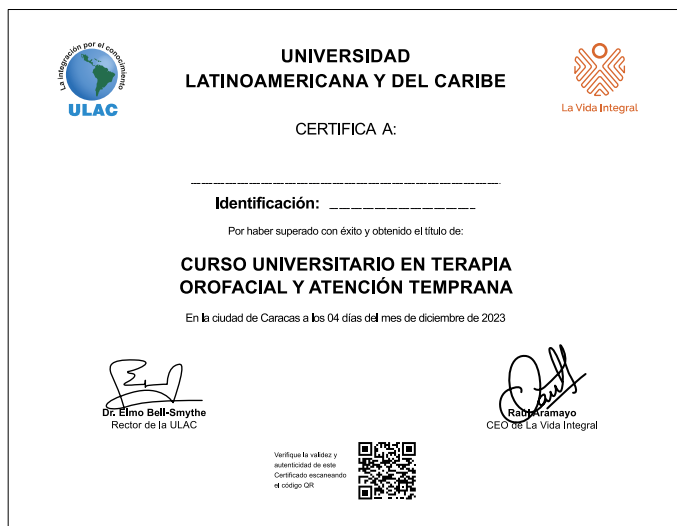 La integración por el conocimiento
ULAC
UNIVERSIDAD
LATINOAMERICANA Y DEL CARIBE
La Vida Integral
CERTIFICA A:
Identificación:
Por haber superado con éxito y obtenido el título de:
CURSO UNIVERSITARIO EN TERAPIA
OROFACIAL Y ATENCIÓN TEMPRANA
En la ciudad de Caracas a los 04 días del mes de diciembre de 2023
Dr. Elmo Bell-Smythe
Rector de la ULAC
Raúl Aramayo
CEO de La Vida Integral
Verifique la validez y
autenticidad de este
Certificado escaneando
el código QR